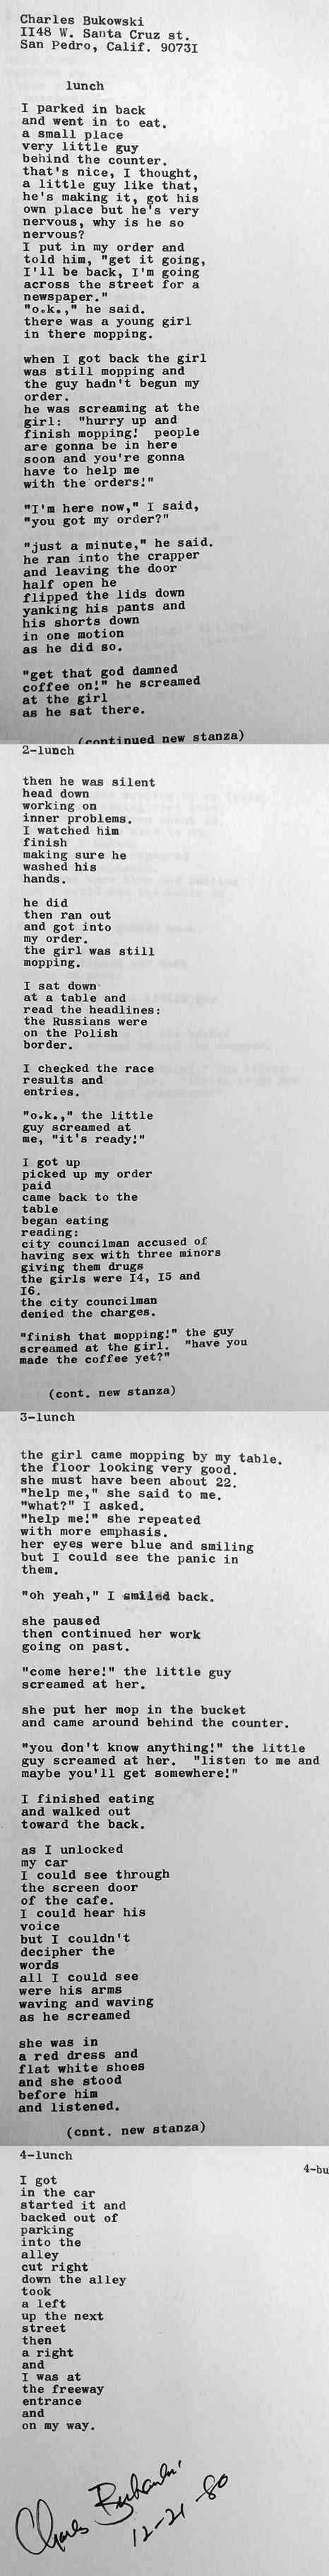 Charles Bukowski
II48 W. Santa Cruz st.
San Pedro, Calif. 9073I
lunch
I parked in back
and went in to eat.
a small place
very little guy
behind the counter.
that's nice, I thought,
a little guy like that,
he's making it, got his
own place but he's very
nervous, why is he so
nervous?
I put in my order and
told him, "get it going,
I'll be back, I'm going
across the street for a
newspaper."
"o.k.," he said.
there was a young girl
in there mopping.
when I got back the girl
was still mopping and
the guy hadn't begun my
order.
he was screaming at the
girl: "hurry up and
finish mopping! people
are gonna be in here
soon and you're gonna
have to help me
with the orders!"
"I'm here now," I said,
"you got my order?"
"just a minute," he said.
he ran into the crapper
and leaving the door
half open he
flipped the lids down
yanking his pants and
his shorts down
in one motion
as he did so.
"get that god damned
coffee on!" he screamed
at the girl
as he sat there.
(continued new stanza)
2-lunch
then he was silent
head down
working on
inner problems.
I watched him
finish
making sure he
washed his
hands.
he did
then ran out
and got into
my order.
the girl was still
mopping.
I sat down
at a table and
read the headlines:
the Russians were
on the Polish
border.
I checked the race
results and
entries.
"o.k.," the little
guy screamed at
me, "it's ready!"
I got up
picked up my order
paid
came back to the
table
began eating
reading:
city councilman accused of
having sex with three minors
giving them drugs
the girls were I4, I5 and
I6.
the city councilman
denied the charges.
"finish that mopping!" the guy
screamed at the girl. "have you
made the coffee yet?"
(cont. new stanza)
3-lunch
the girl came mopping by my table.
the floor looking very good.
she must have been about 22.
"help me," she said to me.
"what?" I asked.
"help me!" she repeated
with more emphasis.
her eyes were blue and smiling
but I could see the panic in
them.
"oh yeah," I smiled back.
she paused
then continued her work
going on past.
"come here!" the little guy
screamed at her.
she put her mop in the bucket
and came around behind the counter.
"you don't know anything!" the little
guy screamed at her. "listen to me and
maybe you'll get somewhere!"
I finished eating
and walked out
toward the back.
as I unlocked
my car
I could see through
the screen door
of the cafe.
I could hear his
voice
but I couldn't
decipher the
words
all I could see
were his arms
waving and waving
as he screamed
she was in
a red dress and
flat white shoes
and she stood
before him
and listened.
(cnnt. new stanza)
4-lunch
4-bu
I got
in the car
started it and
backed out of
parking
into the
alley
cut right
down the alley
took
a left
up the next
street
then
a right
and
I was at
the freeway
entrance
and
on my way.
Charles Bukowski
12-21-80